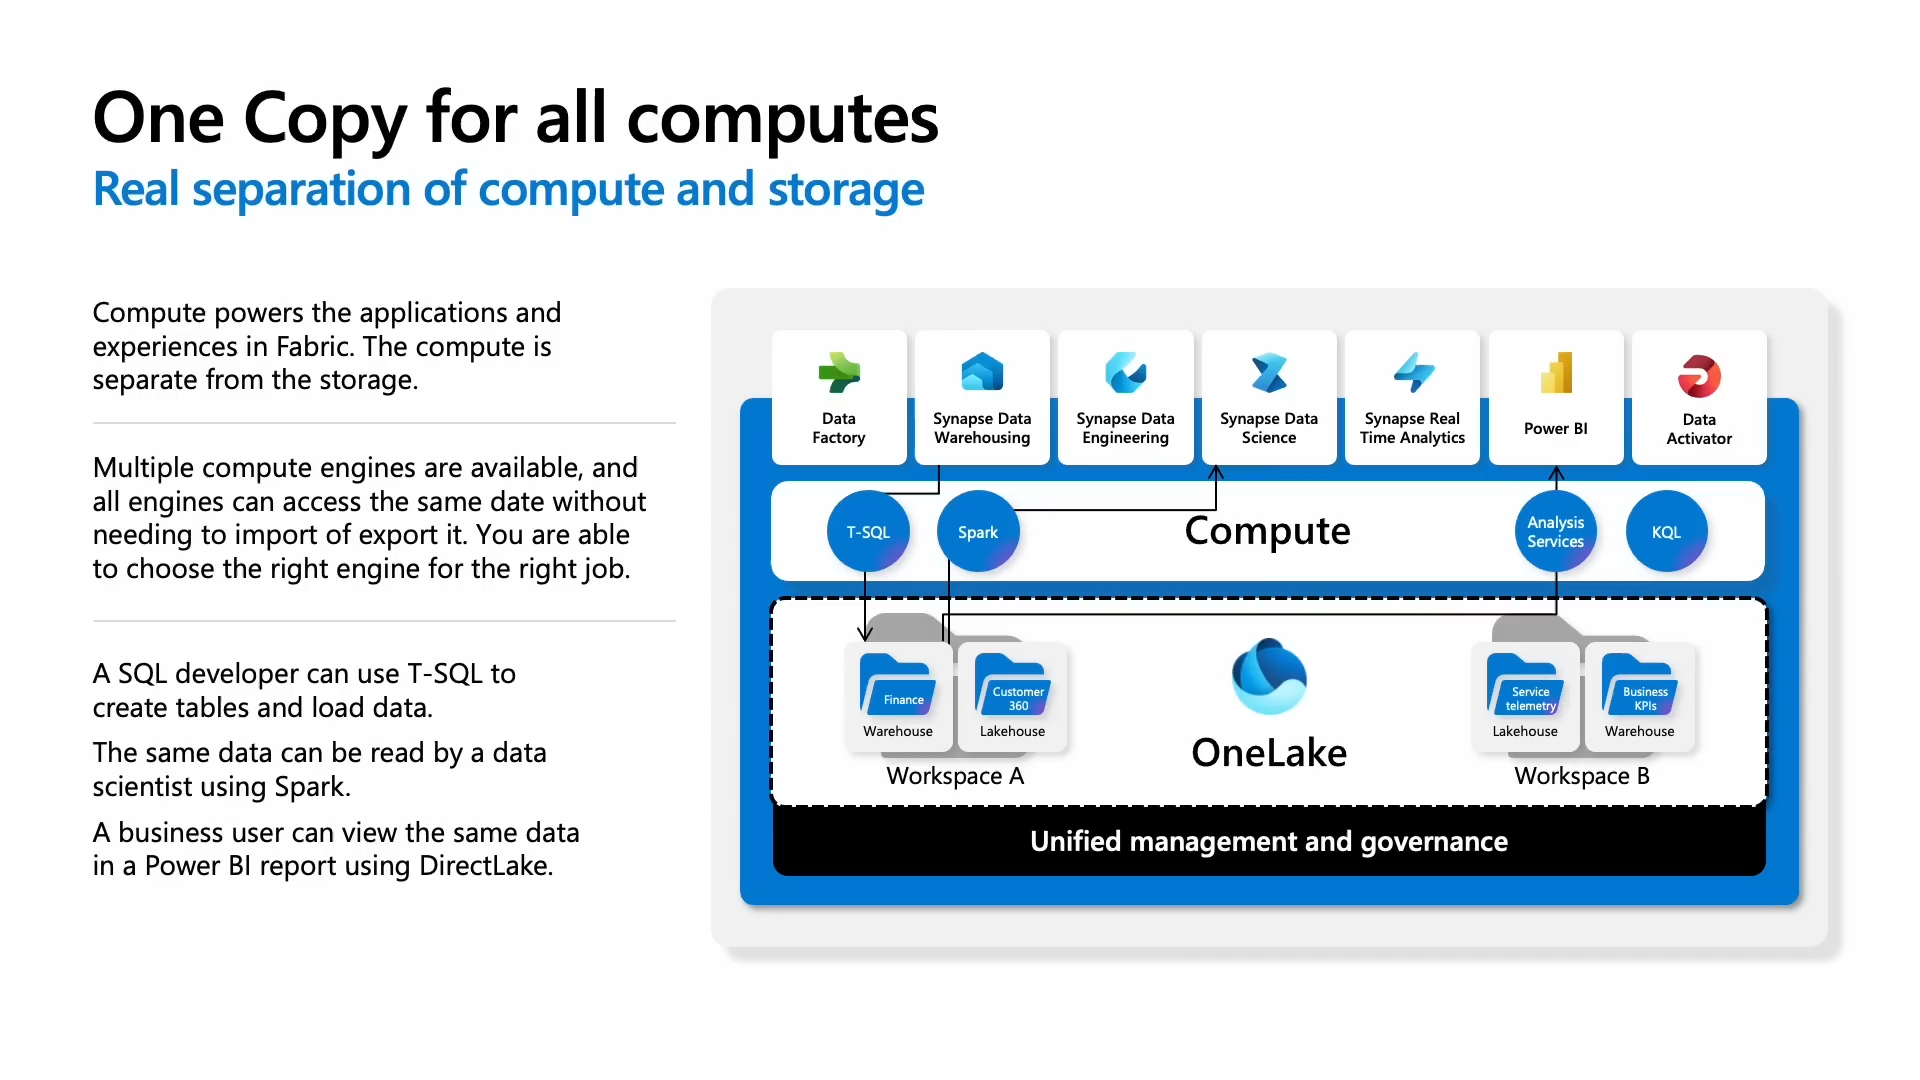 One Copy for all computes
Real separation of compute and storage
Compute powers the applications and
experiences in Fabric. The compute is
separate from the storage.
Multiple compute engines are available, and
all engines can access the same date without
needing to import of export it. You are able
to choose the right engine for the right job.
A SQL developer can use T-SQL to
create tables and load data.
The same data can be read by a data
scientist using Spark.
A business user can view the same data
in a Power BI report using DirectLake.
Data
Factory
Synapse Data
Warehousing
Synapse Data
Engineering
Synapse Data
Science
Synapse Real
Time Analytics
Power BI
Data
Activator
T-SQL
Spark
Compute
Analysis
Services
KQL
Finance
Warehouse
Customer
360
Lakehouse
Workspace A
OneLake
Service
telemetry
Lakehouse
Business
KPIs
Warehouse
Workspace B
Unified management and governance